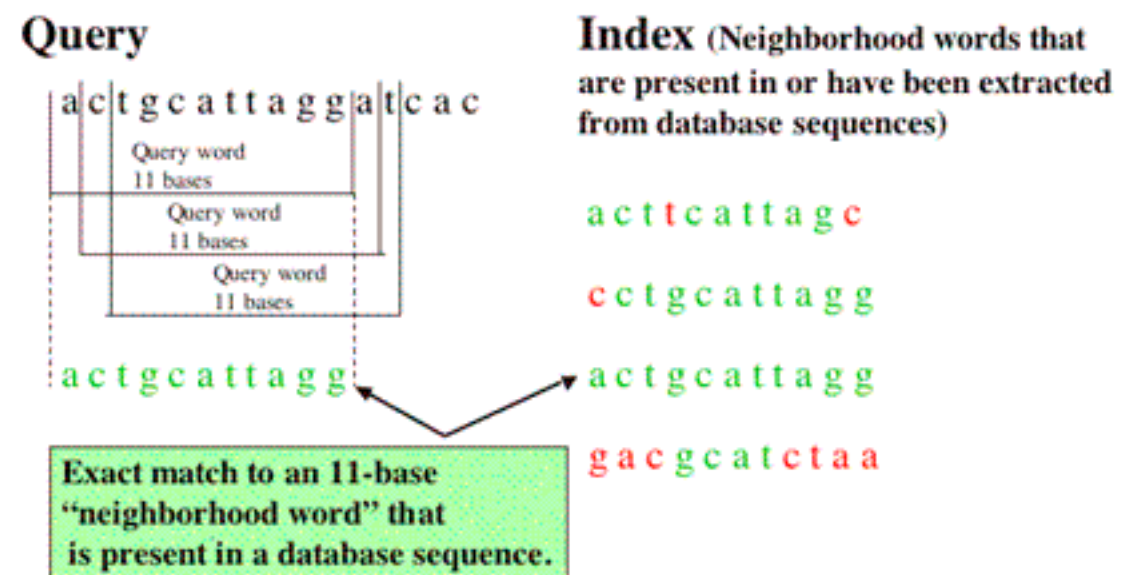 Query
a c t g c a t t a g g a t c a c
Query word
11 bases
Query word
11 bases
Query word
11 bases
a c t g c a t t a g g
Exact match to an 11-base
“neighborhood word” that
is present in a database sequence.
Index (Neighborhood words that
are present in or have been extracted
from database sequences)
a c t t c a t t a g c
c c t g c a t t a g g
a c t g c a t t a g g
g a c g c a t c t a a